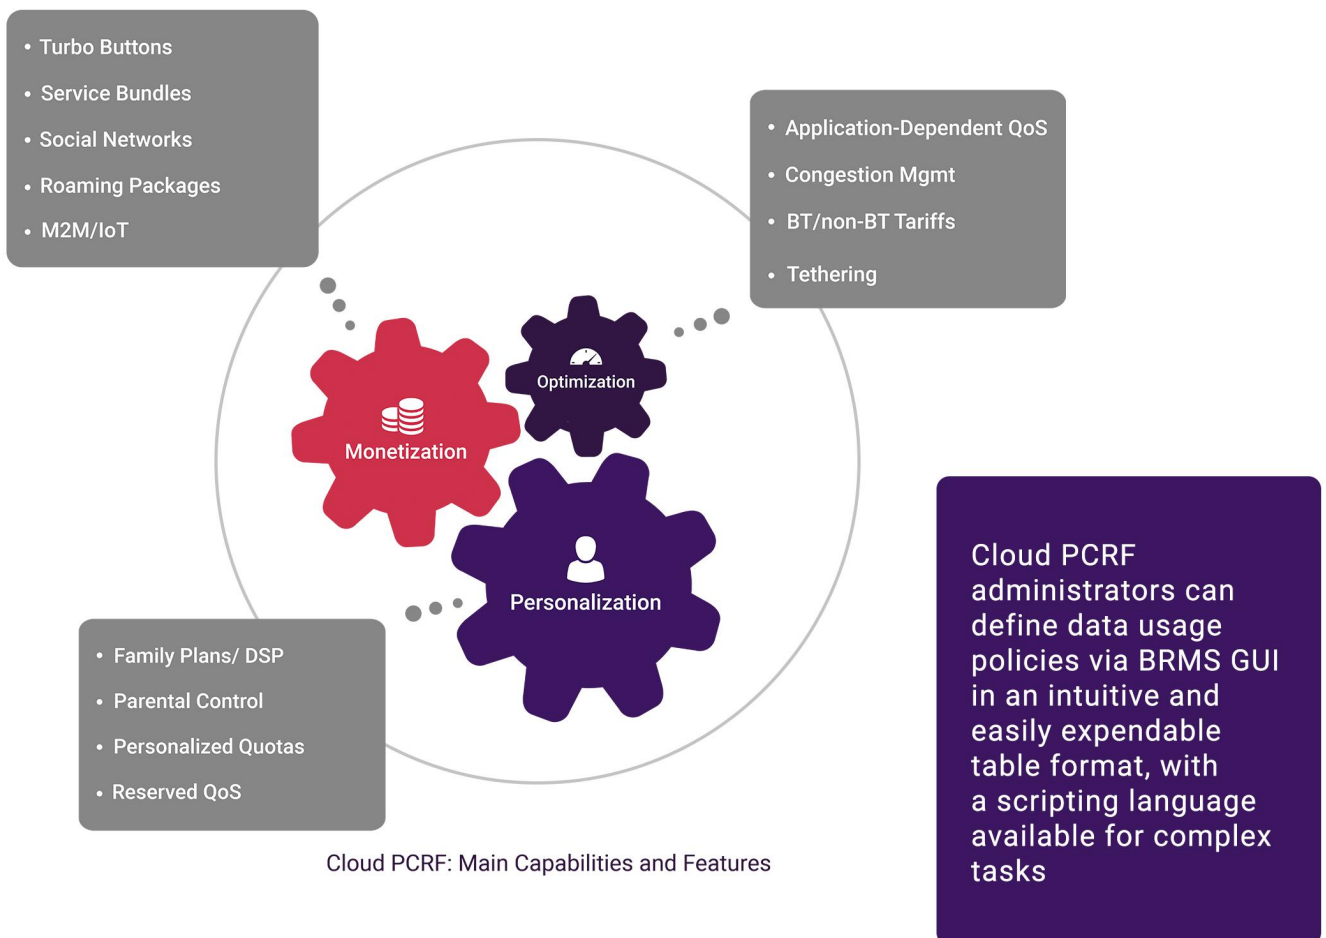 • Turbo Buttons
• Service Bundles
• Social Networks
• Roaming Packages
• M2M/IoT
• Application-Dependent QoS
• Congestion Mgmt
• BT/non-BT Tariffs
• Tethering
Optimization
Monetization
Personalization
• Family Plans/ DSP
• Parental Control
• Personalized Quotas
• Reserved QoS
Cloud PCRF: Main Capabilities and Features
Cloud PCRF
administrators can
define data usage
policies via BRMS GUI
in an intuitive and
easily expendable
table format, with
a scripting language
available for complex
tasks